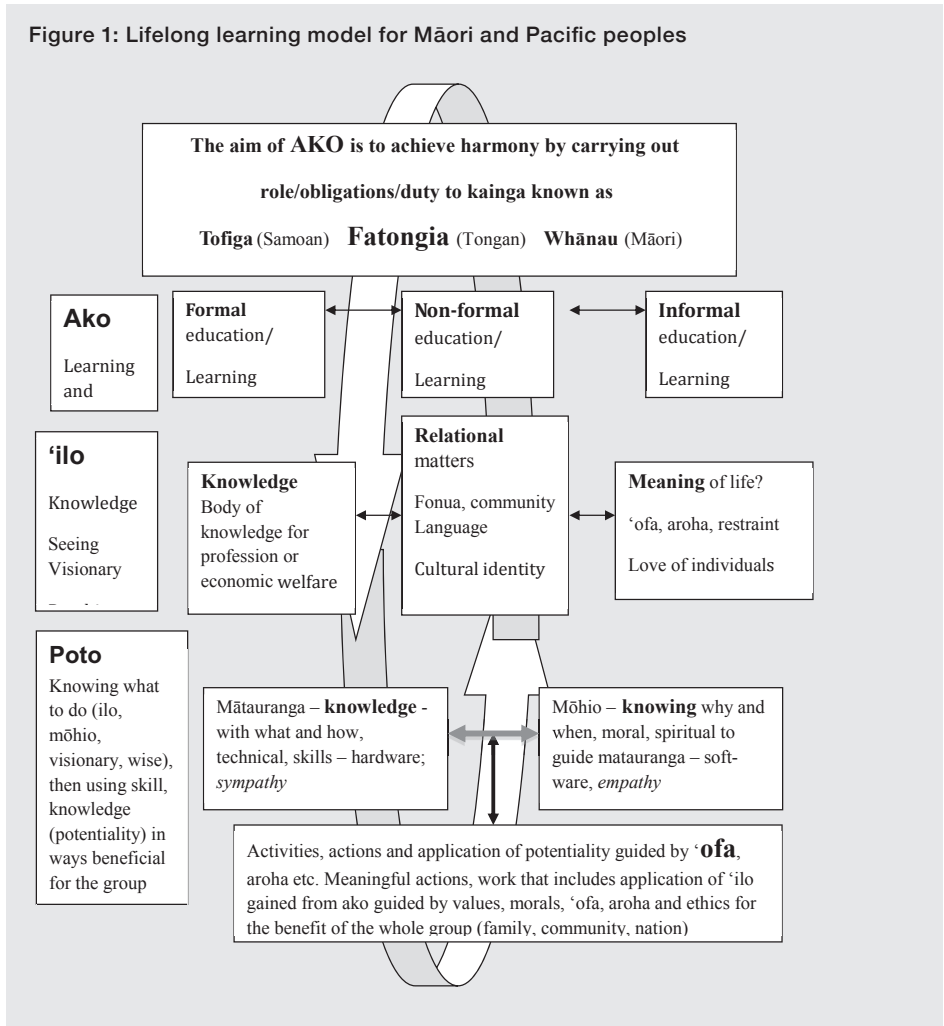 Figure 1: Lifelong learning model for Māori and Pacific peoples
The aim of AKO is to achieve harmony by carrying out
role/obligations/duty to kainga known as
Tofiga (Samoan) Fatongia (Tongan) Whānau (Māori)
Ako
Learning
and
Formal
education/
Learning
Non-formal
education/
Learning
Informal
education/
Learning
‘ilo
Knowledge
Seeing
Visionary
Knowledge
Body of
knowledge for
profession or
economic welfare
Relational
matters
Fonua, community
Language
Cultural identity
Meaning of life?
‘ofa, aroha, restraint
Love of individuals
Poto
Knowing what
to do (ilo,
mōhio,
visionary, wise),
then using skill,
knowledge
(potentiality) in
ways beneficial
for the group
Mātauranga – knowledge -
with what and how,
technical, skills – hardware;
sympathy
Mōhio – knowing why and
when, moral, spiritual to
guide matauranga – soft-
ware, empathy
Activities, actions and application of potentiality guided by ‘ofa,
aroha etc. Meaningful actions, work that includes application of ‘ilo
gained from ako guided by values, morals, ‘ofa, aroha and ethics for
the benefit of the whole group (family, community, nation)